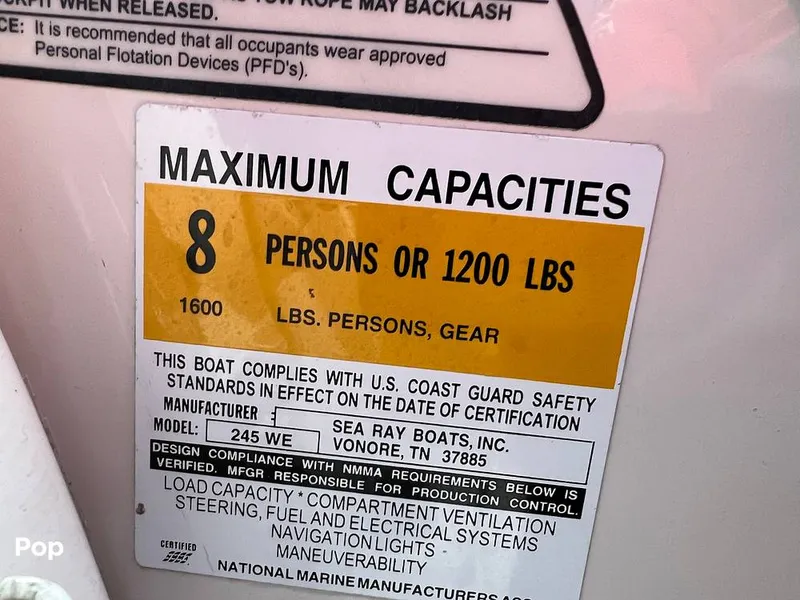 WHEN RELEASED.
ROPE MAY BACKLASH
CE: It is recommended that all occupants wear approved
Personal Flotation Devices (PFD's).
MAXIMUM CAPACITIES
8 PERSONS OR 1200 LBS
1600 LBS. PERSONS, GEAR
THIS BOAT COMPLIES WITH U.S. COAST GUARD SAFETY
STANDARDS IN EFFECT ON THE DATE OF CERTIFICATION
MANUFACTURER : SEA RAY BOATS, INC.
MODEL: 245 WE VONORE, TN 37885
DESIGN COMPLIANCE WITH NMMA REQUIREMENTS BELOW IS
VERIFIED. MFGR RESPONSIBLE FOR PRODUCTION CONTROL.
LOAD CAPACITY * COMPARTMENT VENTILATION
STEERING, FUEL AND ELECTRICAL SYSTEMS
NAVIGATION LIGHTS
MANEUVERABILITY
CERTIFIED
NATIONAL MARINE MANUFACTURERS
Pop